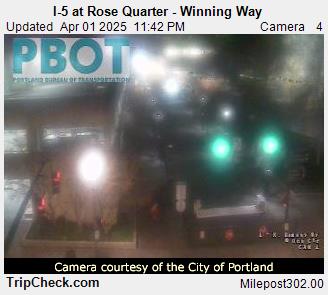 I-5 at Rose Quarter - Winning Way
Updated Apr 01 2025 11:42 PM Camera 4
PBOT
PORTLAND BUREAU OF TRANSPORTATION
Camera courtesy of the City of Portland
TripCheck.com Milepost302.00